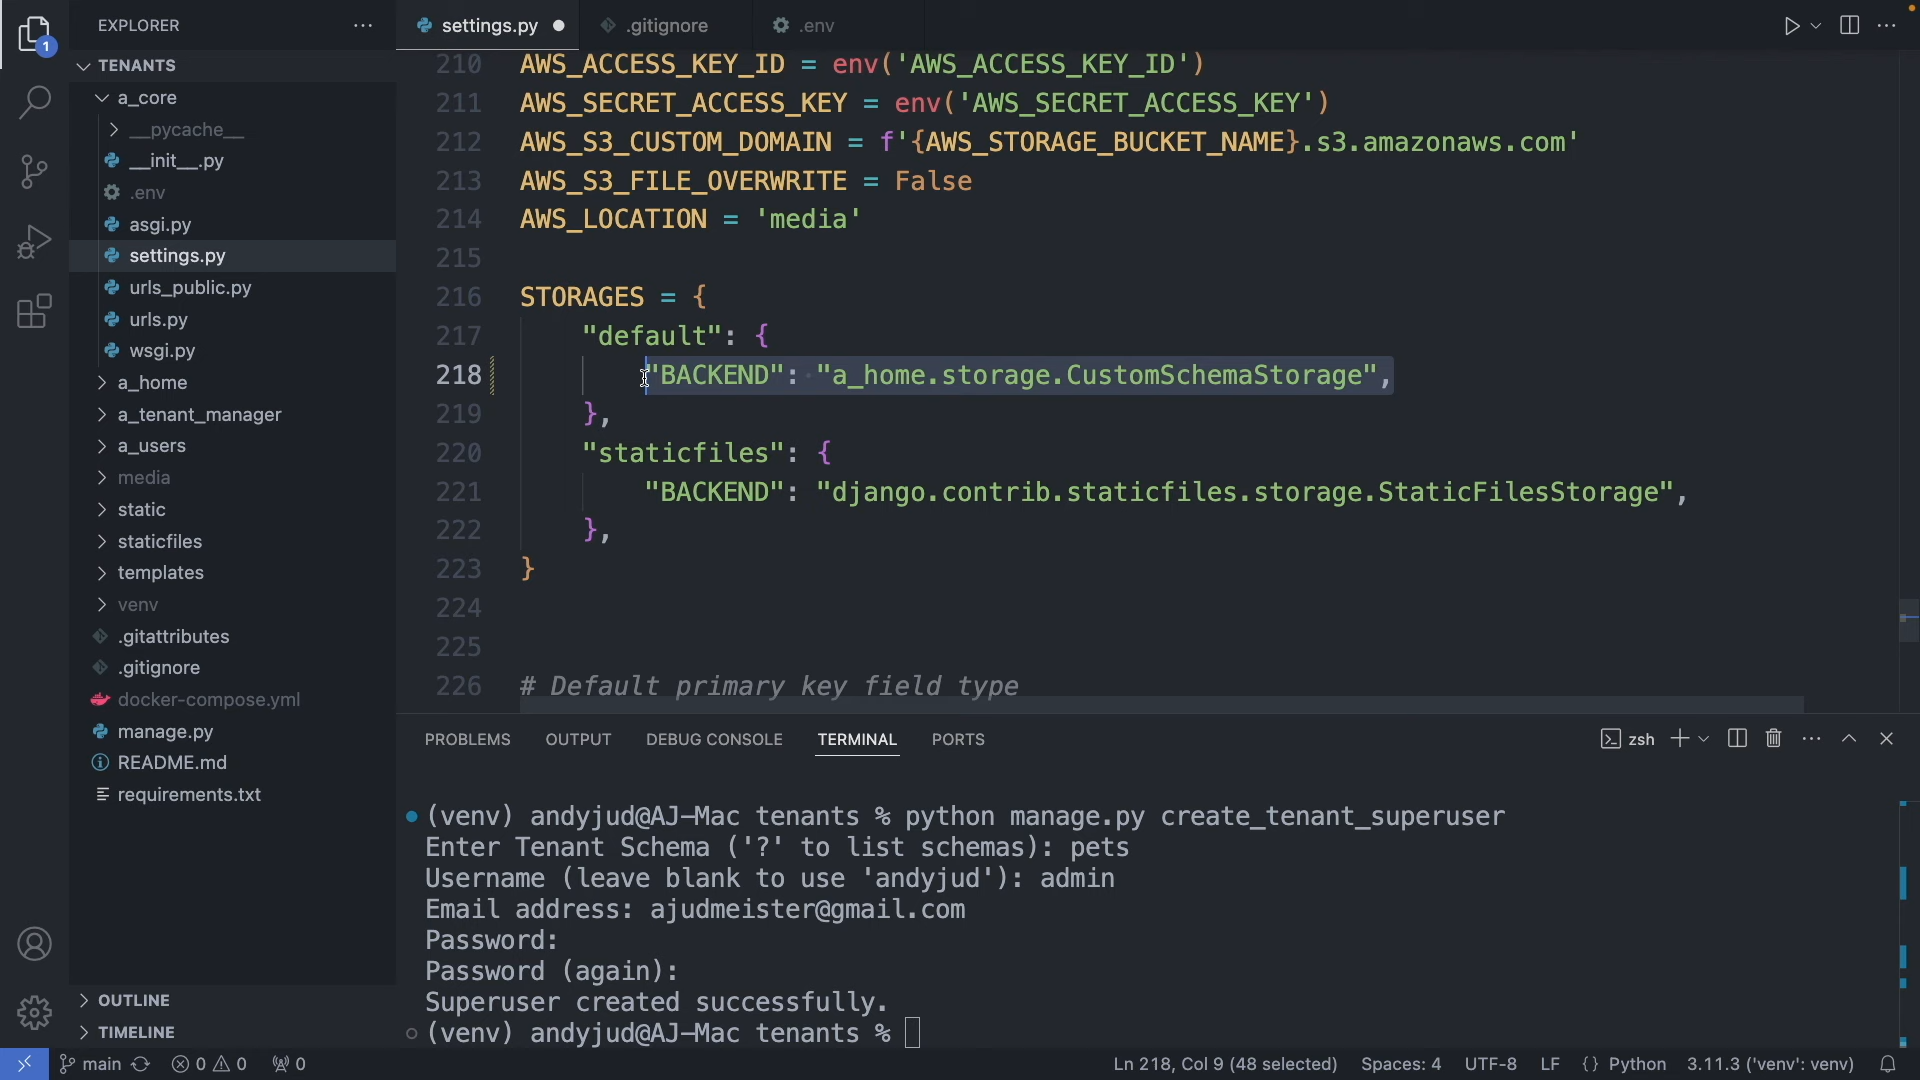 EXPLORER
1
TENANTS
a_core
__pycache__
__init__.py
.env
asgi.py
settings.py
urls_public.py
urls.py
wsgi.py
a_home
a_tenant_manager
a_users
media
static
staticfiles
templates
venv
.gitattributes
.gitignore
docker-compose.yml
manage.py
README.md
requirements.txt
OUTLINE
TIMELINE
settings.py
.gitignore
.env
210 AWS_ACCESS_KEY_ID = env('AWS_ACCESS_KEY_ID')
211 AWS_SECRET_ACCESS_KEY = env('AWS_SECRET_ACCESS_KEY')
212 AWS_S3_CUSTOM_DOMAIN = f'{AWS_STORAGE_BUCKET_NAME}.s3.amazonaws.com'
213 AWS_S3_FILE_OVERWRITE = False
214 AWS_LOCATION = 'media'
215
216 STORAGES = {
217 "default": {
218 "BACKEND": "a_home.storage.CustomSchemaStorage",
219 },
220 "staticfiles": {
221 "BACKEND": "django.contrib.staticfiles.storage.StaticFilesStorage",
222 },
223 }
224
225
226 # Default primary key field type
PROBLEMS OUTPUT DEBUG CONSOLE TERMINAL PORTS
zsh
(venv) andyjud@AJ-Mac tenants % python manage.py create_tenant_superuser
Enter Tenant Schema ('?' to list schemas): pets
Username (leave blank to use 'andyjud'): admin
Email address: ajudmeister@gmail.com
Password:
Password (again):
Superuser created successfully.
(venv) andyjud@AJ-Mac tenants %
main 0 0 0 Ln 218, Col 9 (48 selected) Spaces: 4 UTF-8 LF {} Python 3.11.3 ('venv': venv)